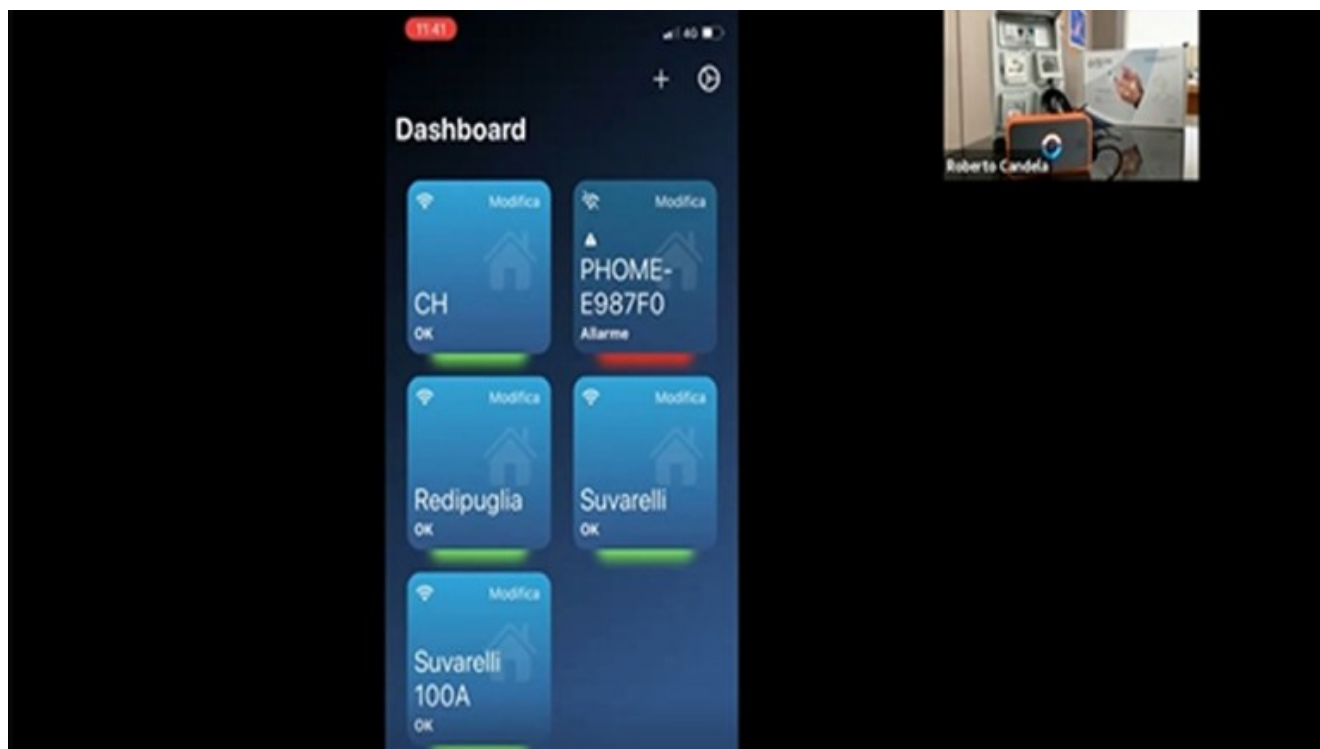 11:41
4G
Dashboard
Modifica
CH
OK
Modifica
PHOME-
E987F0
Allarme
Modifica
Redipuglia
OK
Modifica
Suvarelli
OK
Modifica
Suvarelli
100A
OK
Roberto Candela